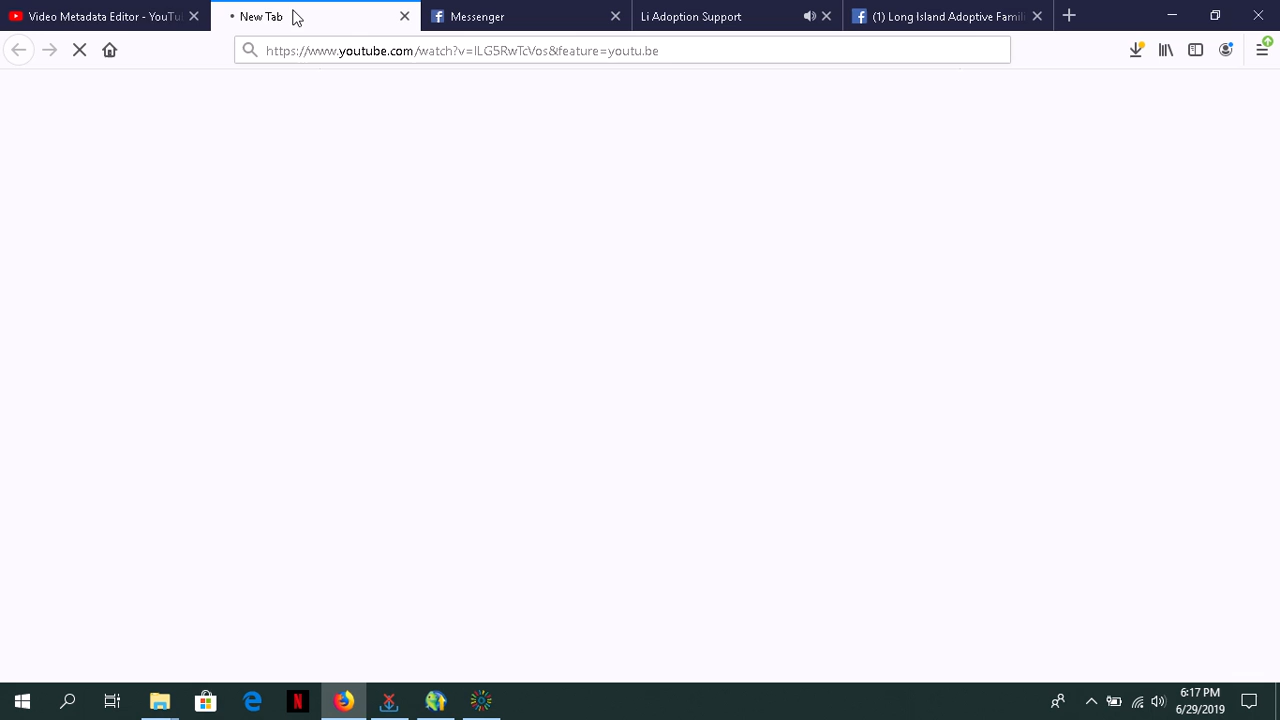 Video Metadata Editor - YouTu
New Tab
Messenger
Li Adoption Support
(1) Long Island Adoptive Famili
https://www.youtube.com/watch?v=ILG5RwTcVos&feature=youtu.be
6:17 PM
6/29/2019